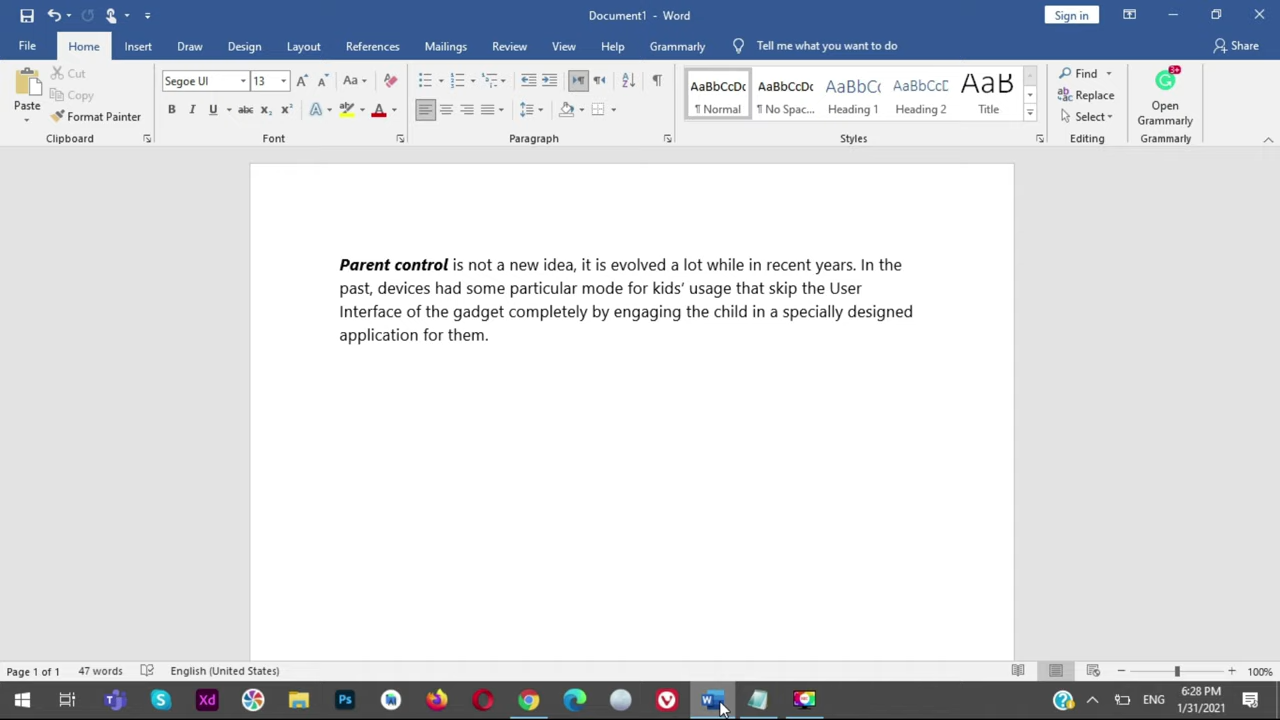 Document1 - Word
Sign in
File
Home
Insert
Draw
Design
Layout
References
Mailings
Review
View
Help
Grammarly
Tell me what you want to do
Share
Paste
Cut
Copy
Format Painter
Clipboard
Segoe UI
13
Font
Paragraph
AaBbCcDc
¶ Normal
AaBbCcDc
¶ No Spac...
AaBbC
Heading 1
AaBbCcD
Heading 2
AaB
Title
Styles
Find
Replace
Select
Editing
Open
Grammarly
Grammarly
Parent control is not a new idea, it is evolved a lot while in recent years. In the
past, devices had some particular mode for kids’ usage that skip the User
Interface of the gadget completely by engaging the child in a specially designed
application for them.
Page 1 of 1
47 words
English (United States)
100%
ENG
6:28 PM
1/31/2021